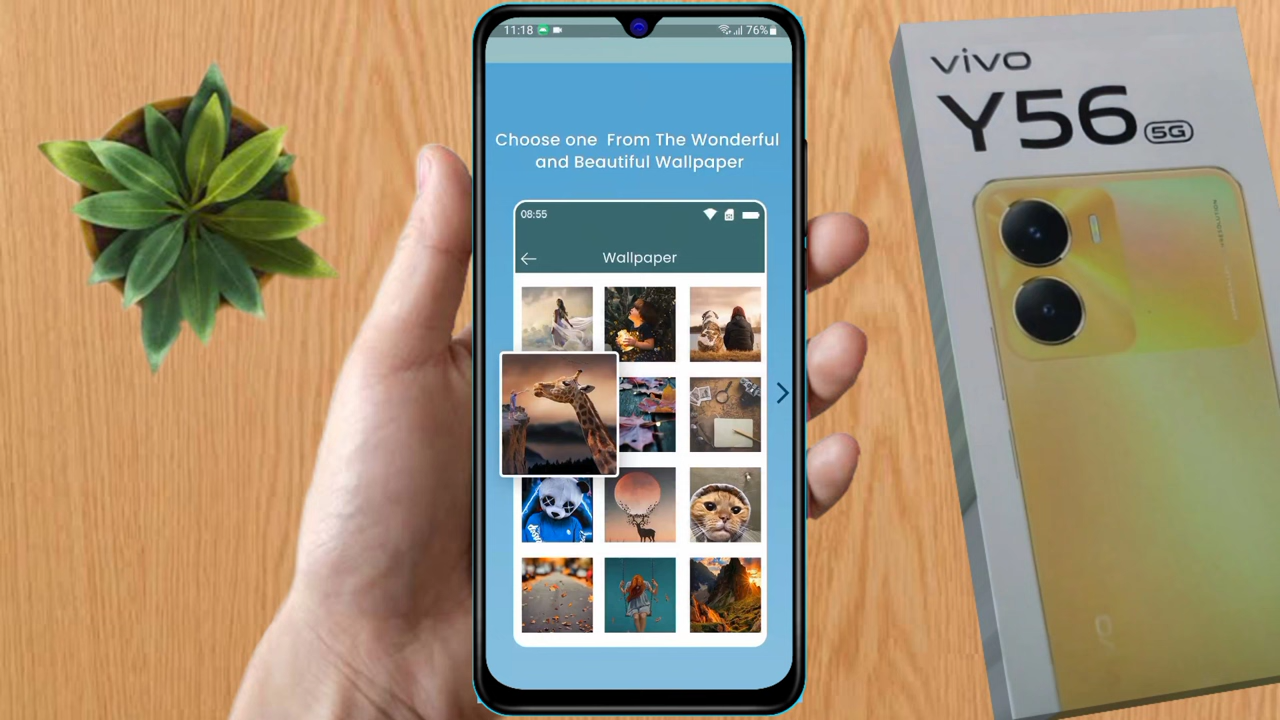 11:18
76%
Choose one From The Wonderful
and Beautiful Wallpaper
08:55
Wallpaper
vivo
Y56 5G